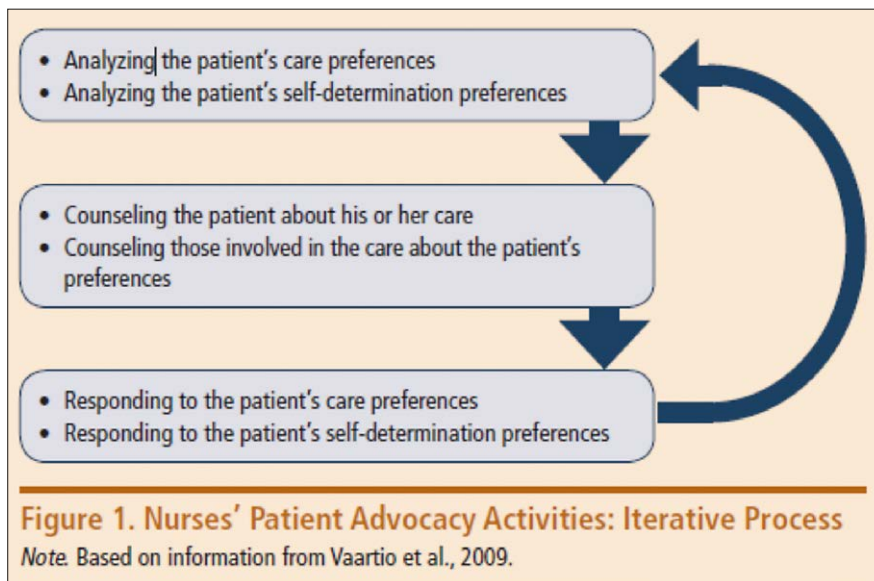 • Analyzing the patient's care preferences
• Analyzing the patient's self-determination preferences
• Counseling the patient about his or her care
• Counseling those involved in the care about the patient's
preferences
• Responding to the patient's care preferences
• Responding to the patient's self-determination preferences
Figure 1. Nurses' Patient Advocacy Activities: Iterative Process
Note. Based on information from Vaartio et al., 2009.